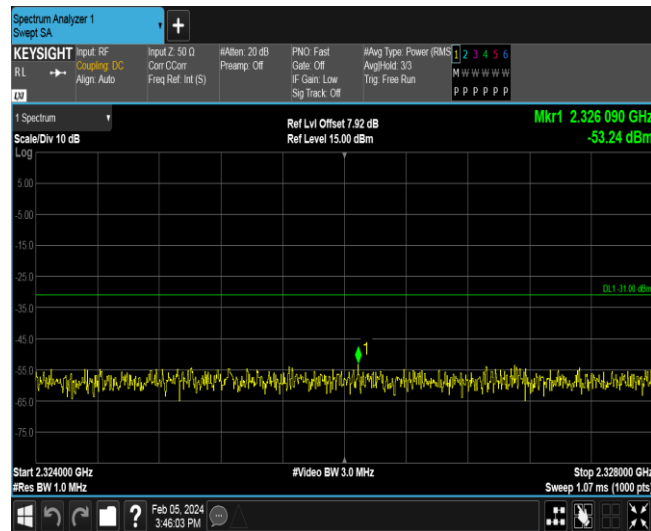 Spectrum Analyzer 1
Swept SA
+
KEYSIGHT
RL
LXI
Input: RF
Coupling: DC
Align: Auto
Input Z: 50 Ω
Corr CCorr
Freq Ref: Int (S)
#Atten: 20 dB
Preamp: Off
PNO: Fast
Gate: Off
IF Gain: Low
Sig Track: Off
#Avg Type: Power (RMS
Avg|Hold: 3/3
Trig: Free Run
1 2 3 4 5 6
M W W W W W
P P P P P P
1 Spectrum
Scale/Div 10 dB
Log
Ref Lvl Offset 7.92 dB
Ref Level 15.00 dBm
Mkr1 2.326 090 GHz
-53.24 dBm
5.00
-5.00
-15.0
-25.0
DL1 -31.00 dBm
-35.0
-45.0
1
-55.0
-65.0
-75.0
Start 2.324000 GHz
#Video BW 3.0 MHz
Stop 2.328000 GHz
#Res BW 1.0 MHz
Sweep 1.07 ms (1000 pts)
?
Feb 05, 2024
3:46:03 PM